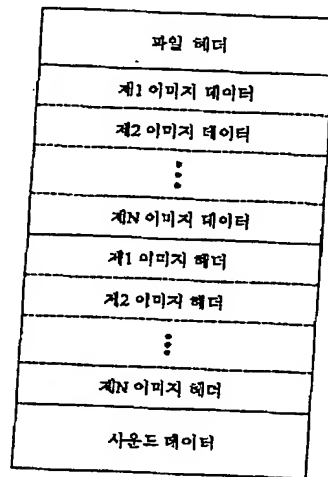 파일 헤더
제1 이미지 데이터
제2 이미지 데이터
제N 이미지 데이터
제1 이미지 헤더
제2 이미지 헤더
제N 이미지 헤더
사운드 데이터